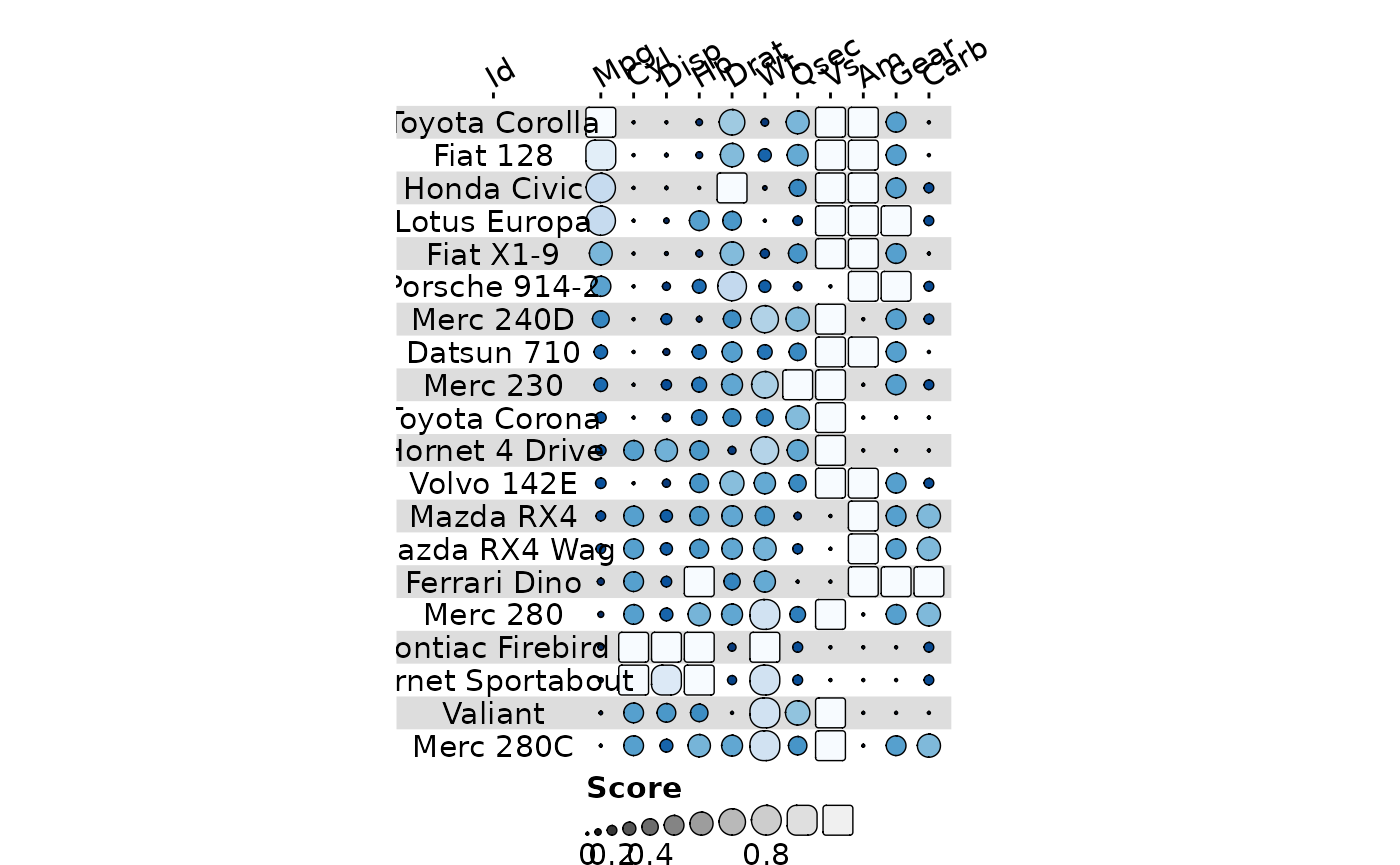 Id Mpg Cyl Disp Hp Drat Wt Qsec Vs Am Gear Carb
Toyota Corolla
Fiat 128
Honda Civic
Lotus Europa
Fiat X1-9
Porsche 914-2
Merc 240D
Datsun 710
Merc 230
Toyota Corona
Hornet 4 Drive
Volvo 142E
Mazda RX4
azda RX4 Wag
Ferrari Dino
Merc 280
ontiac Firebird
rnet Sportabout
Valiant
Merc 280C
Score
0 0.2 0.4 0.8